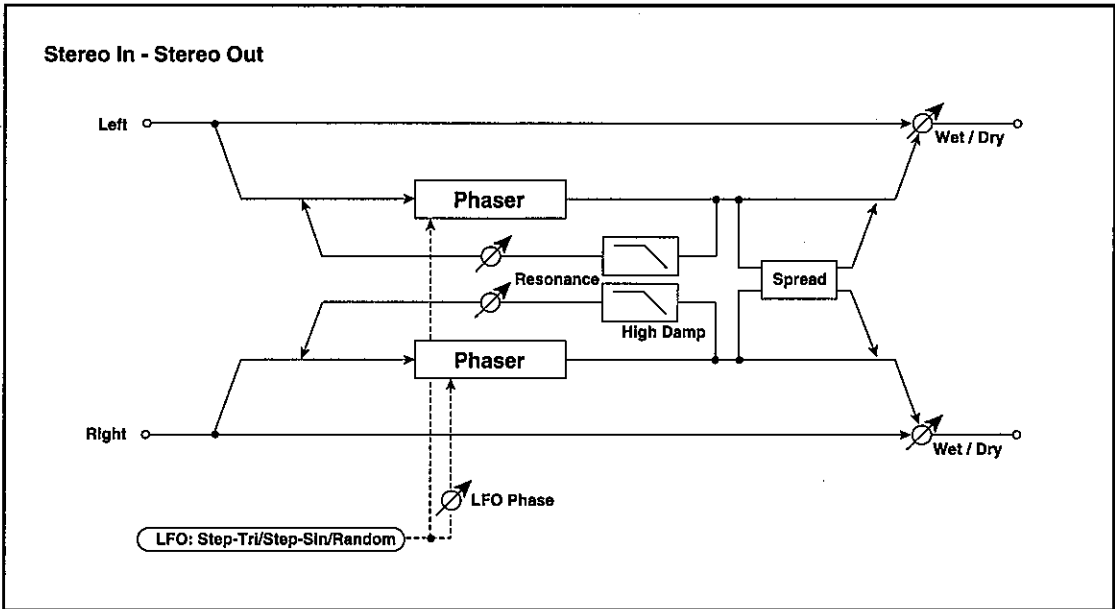 Stereo In - Stereo Out
Left
Wet / Dry
Phaser
Resonance
Spread
High Damp
Phaser
Right
Wet / Dry
LFO Phase
LFO: Step-Tri/Step-Sin/Random